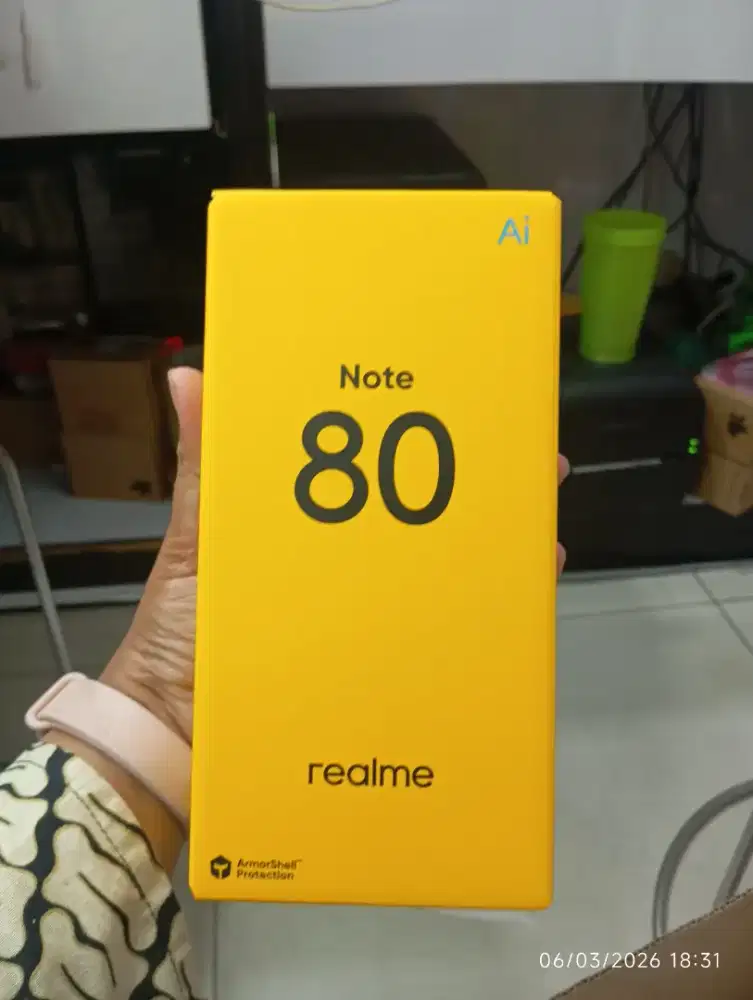 Ai
Note
80
realme
ArmorShell™
Protection
06/03/2026 18:31